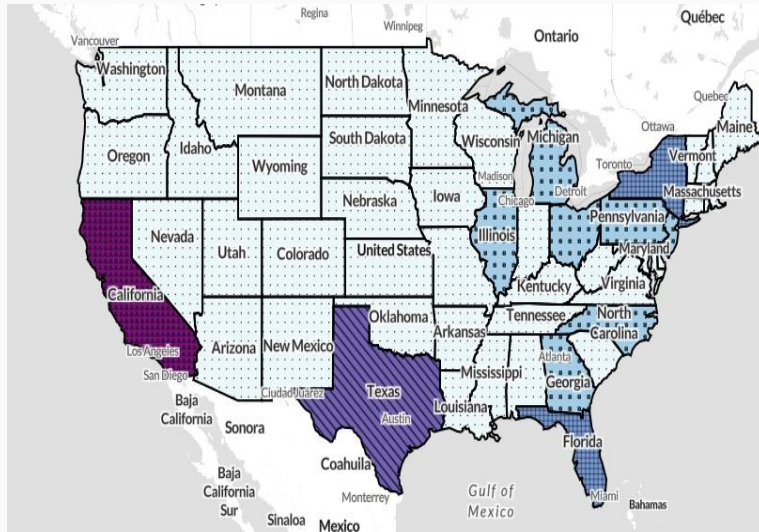 Regina
Winnipeg
Québec
Vancouver
Ontario
Washington
Montana
North Dakota
Minnesota
Quebec
Ottawa
Maine
Oregon
Idaho
South Dakota
Wisconsin
Michigan
Toronto
Vermont
Wyoming
Madison
Detroit
Massachusetts
Nebraska
Iowa
Chicago
Pennsylvania
Nevada
Utah
Colorado
United States
Illinois
Maryland
California
Kentucky
Virginia
Oklahoma
Tennessee
North
Carolina
Los Angeles
San Diego
Arizona
New Mexico
Arkansas
Atlanta
Mississippi
Georgia
Ciudad Juárez
Texas
Austin
Louisiana
Baja
California
Sonora
Florida
Coahuila
Baja
California
Sur
Monterrey
Gulf of
Mexico
Miami
Bahamas
Sinaloa
Mexico